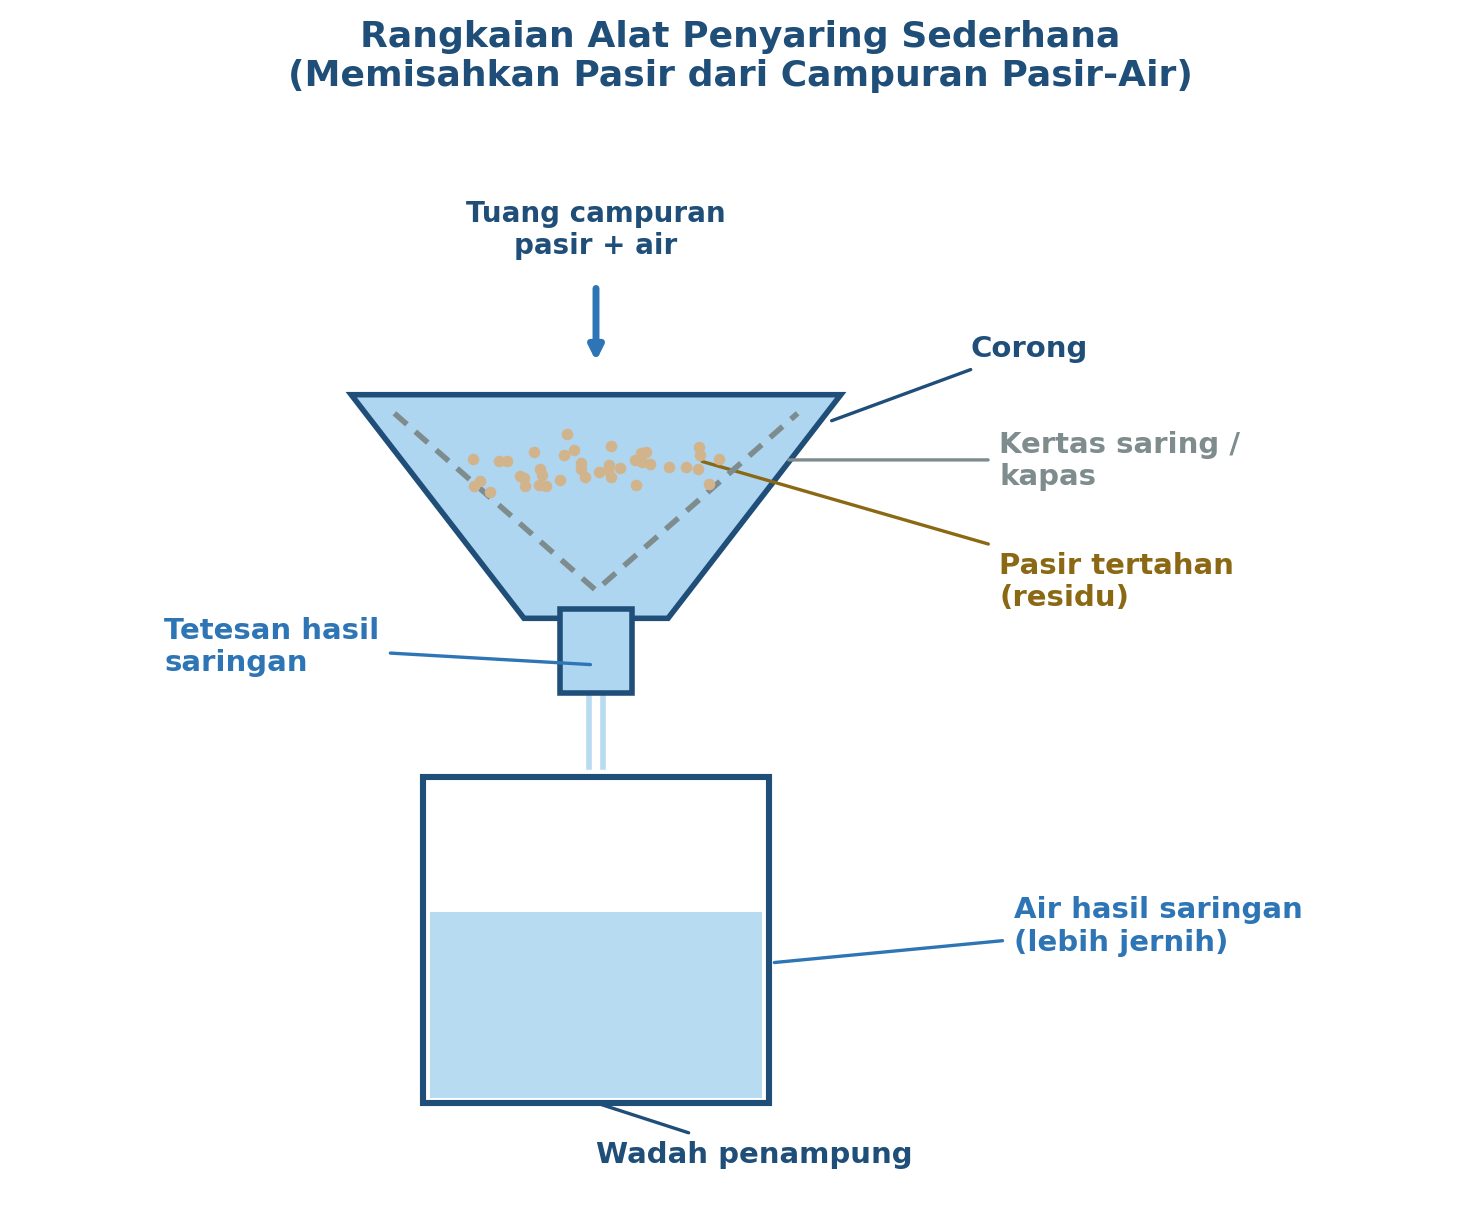 Rangkaian Alat Penyaring Sederhana
(Memisahkan Pasir dari Campuran Pasir-Air)
Tuang campuran
pasir + air
Corong
Kertas saring /
kapas
Pasir tertahan
(residu)
Tetesan hasil
saringan
Air hasil saringan
(lebih jernih)
Wadah penampung